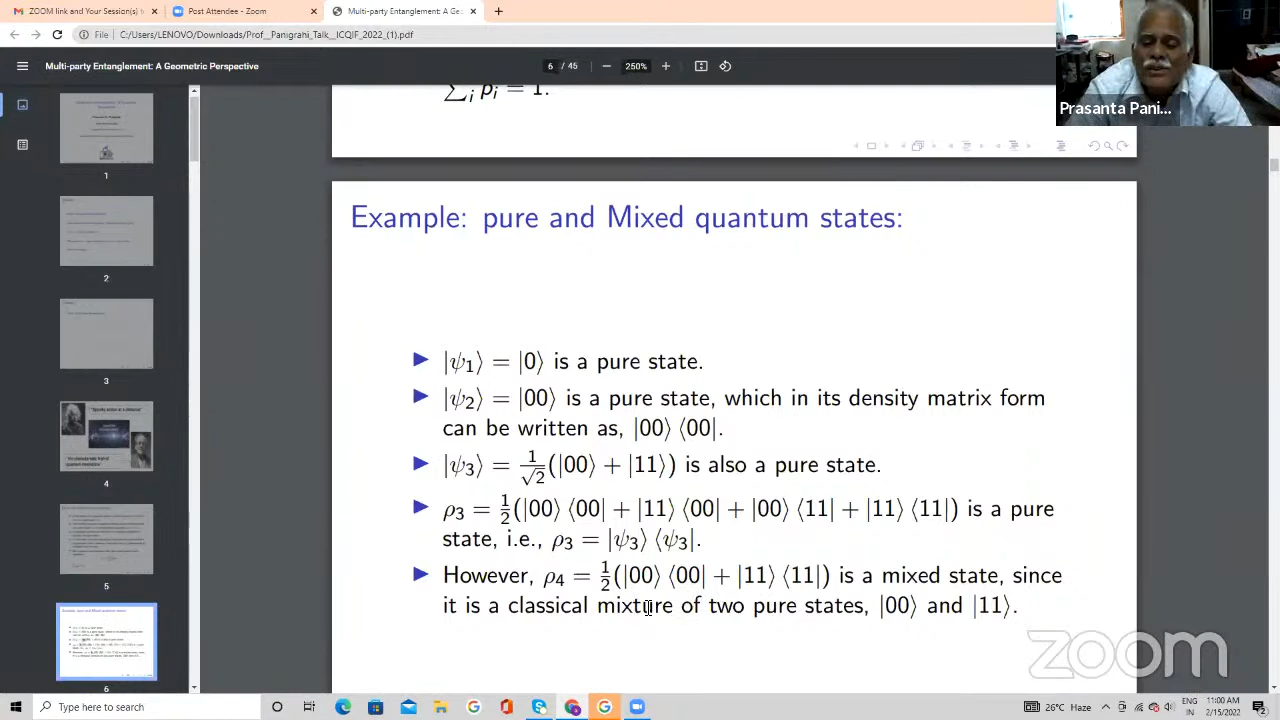 ZOOM link and Your Session(s) t
Post Attendee - Zoom
Multi-party Entanglement: A Ge
File | C:/Users/LENOVO/Downloads/Prof__Panigrahi_Talk__ICQT_2022_(1).pdf
Multi-party Entanglement: A Geometric Perspective
6 / 45
250%
Prasanta Pani...
∑ᵢ pᵢ = 1.
Example: pure and Mixed quantum states:
▶ |ψ₁⟩ = |0⟩ is a pure state.
▶ |ψ₂⟩ = |00⟩ is a pure state, which in its density matrix form
can be written as, |00⟩ ⟨00|.
▶ |ψ₃⟩ = 1/√2(|00⟩ + |11⟩) is also a pure state.
▶ ρ₃ = 1/2(|00⟩ ⟨00| + |11⟩ ⟨00| + |00⟩ ⟨11| + |11⟩ ⟨11|) is a pure
state, i.e. ρ₃ = |ψ₃⟩ ⟨ψ₃|.
▶ However, ρ₄ = 1/2(|00⟩ ⟨00| + |11⟩ ⟨11|) is a mixed state, since
it is a classical mixture of two pure states, |00⟩ and |11⟩.
zoom
1
2
3
"Spooky action at a distance"
4
5
6
Type here to search
26°C Haze
ENG
IN
11:00 AM
2/15/2022
2